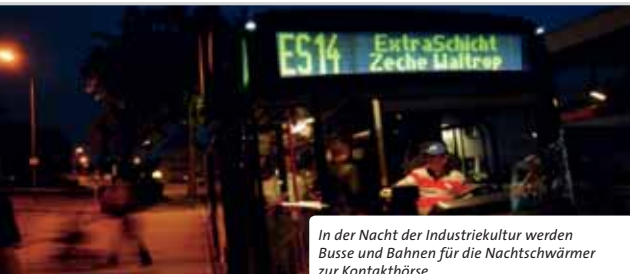 ES14 ExtraSchicht
Zeche Waltrop
In der Nacht der Industriekultur werden
Busse und Bahnen für die Nachtschwärmer
zur Kontaktbörse